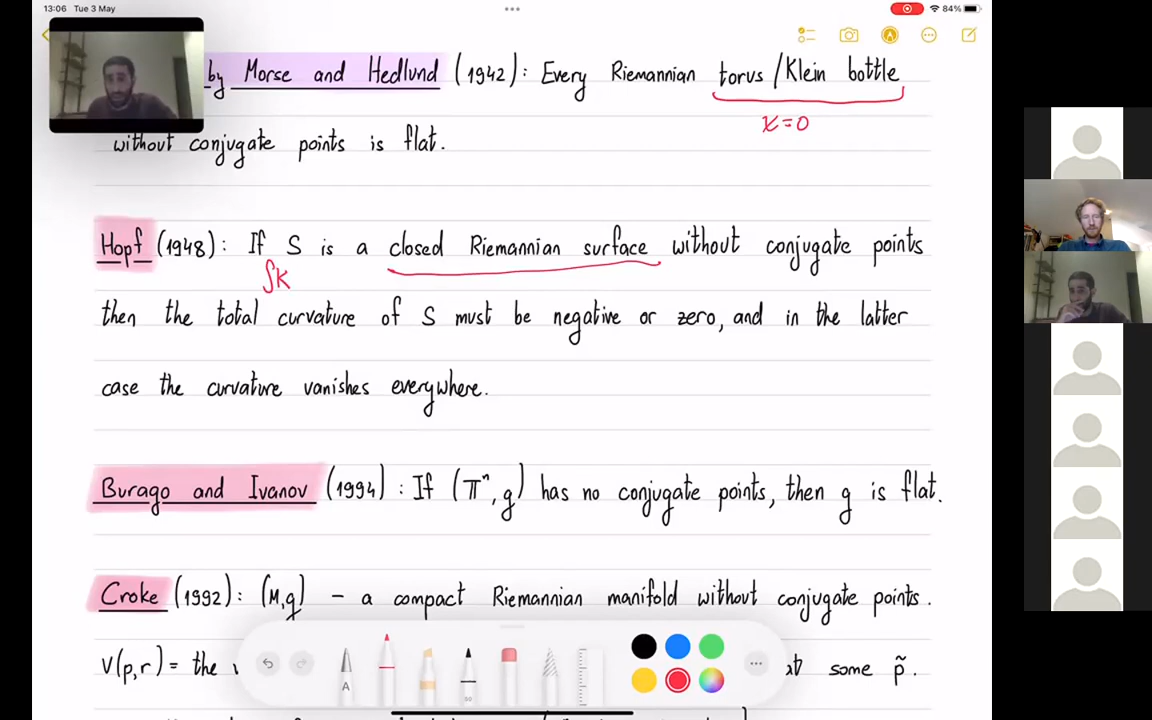 13:06 Tue 3 May
84%
by Morse and Hedlund (1942): Every Riemannian torus/Klein bottle
χ=0
without conjugate points is flat.
Hopf (1948): If S is a closed Riemannian surface without conjugate points
∫K
then the total curvature of S must be negative or zero, and in the latter
case the curvature vanishes everywhere.
Burago and Ivanov (1994): If (𝕋ⁿ, g) has no conjugate points, then g is flat.
Croke (1992): (M,g) – a compact Riemannian manifold without conjugate points.
V(p,r) = the some p̃.
A
50